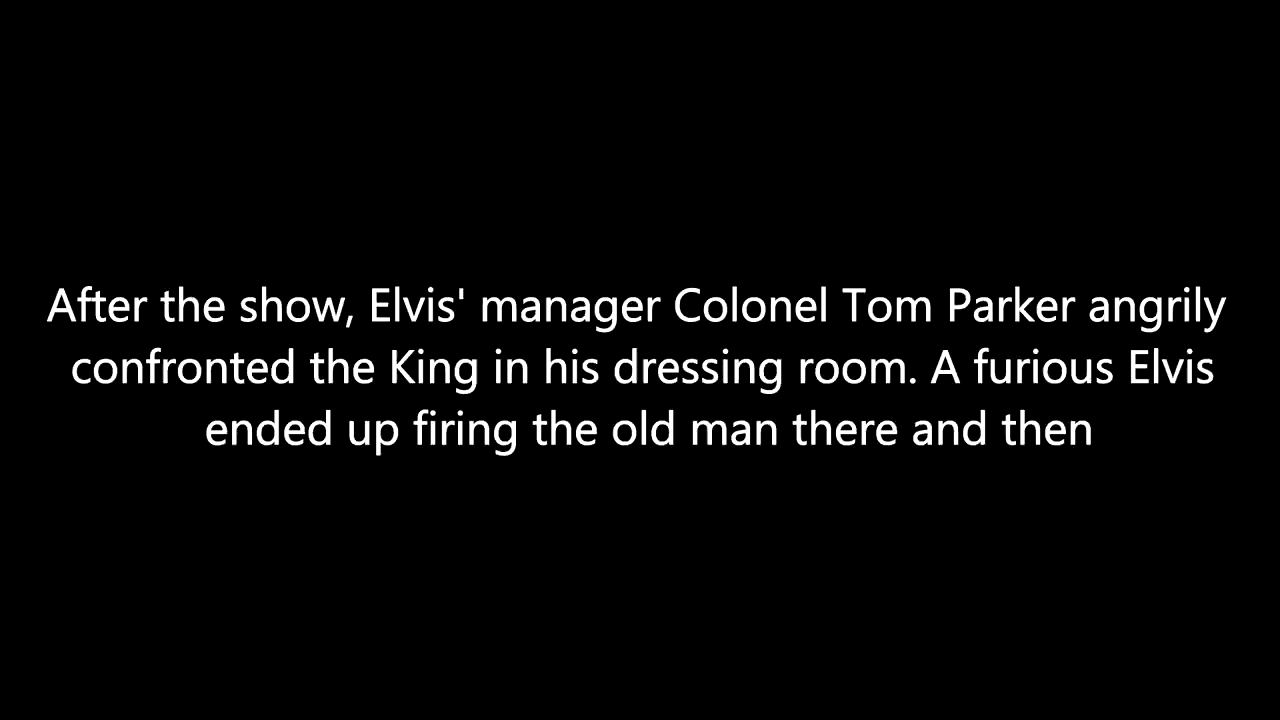 After the show, Elvis' manager Colonel Tom Parker angrily
confronted the King in his dressing room. A furious Elvis
ended up firing the old man there and then